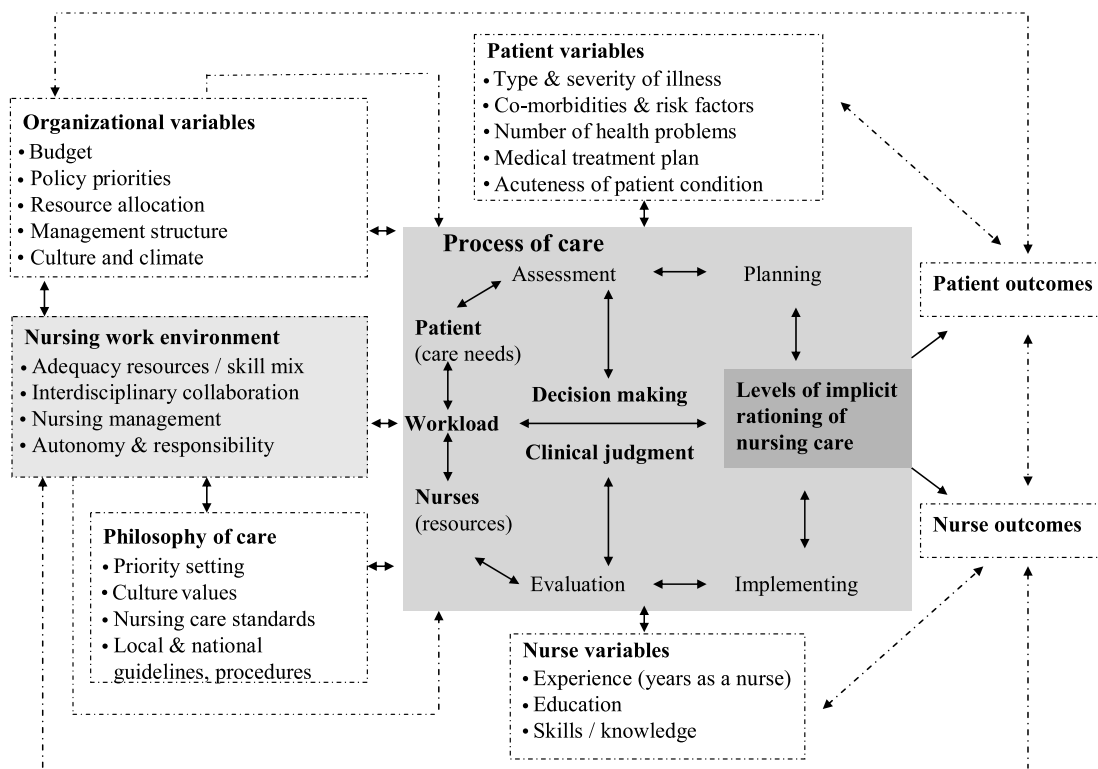 Patient variables
• Type & severity of illness
• Co-morbidities & risk factors
• Number of health problems
• Medical treatment plan
• Acuteness of patient condition
Organizational variables
• Budget
• Policy priorities
• Resource allocation
• Management structure
• Culture and climate
Process of care
Assessment
Planning
Patient outcomes
Nursing work environment
• Adequacy resources / skill mix
• Interdisciplinary collaboration
• Nursing management
• Autonomy & responsibility
Patient
(care needs)
Decision making
Workload
Clinical judgment
Levels of implicit
rationing of
nursing care
Nurses
(resources)
Nurse outcomes
Philosophy of care
• Priority setting
• Culture values
• Nursing care standards
• Local & national
guidelines, procedures
Evaluation
Implementing
Nurse variables
• Experience (years as a nurse)
• Education
• Skills / knowledge